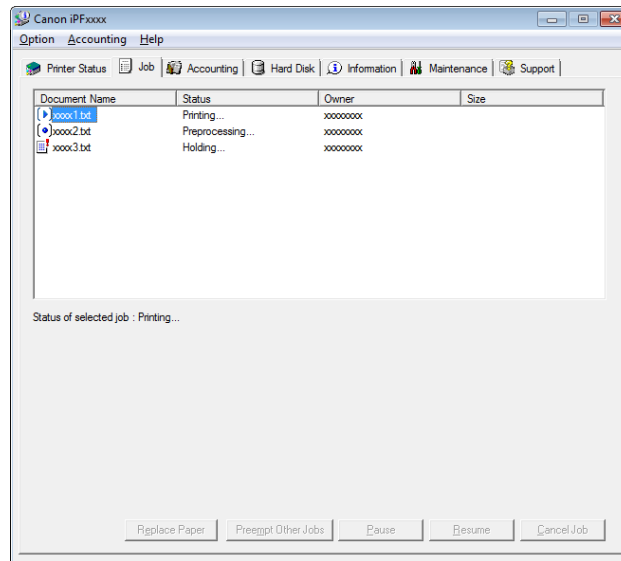 Canon iPFxxxx
Option Accounting Help
Printer Status Job Accounting Hard Disk Information Maintenance Support
Document Name Status Owner Size
xxxx1.txt Printing... xxxxxxxx
xxxx2.txt Preprocessing... xxxxxxxx
xxxx3.txt Holding... xxxxxxxx
Status of selected job : Printing...
Replace Paper Preempt Other Jobs Pause Resume Cancel Job